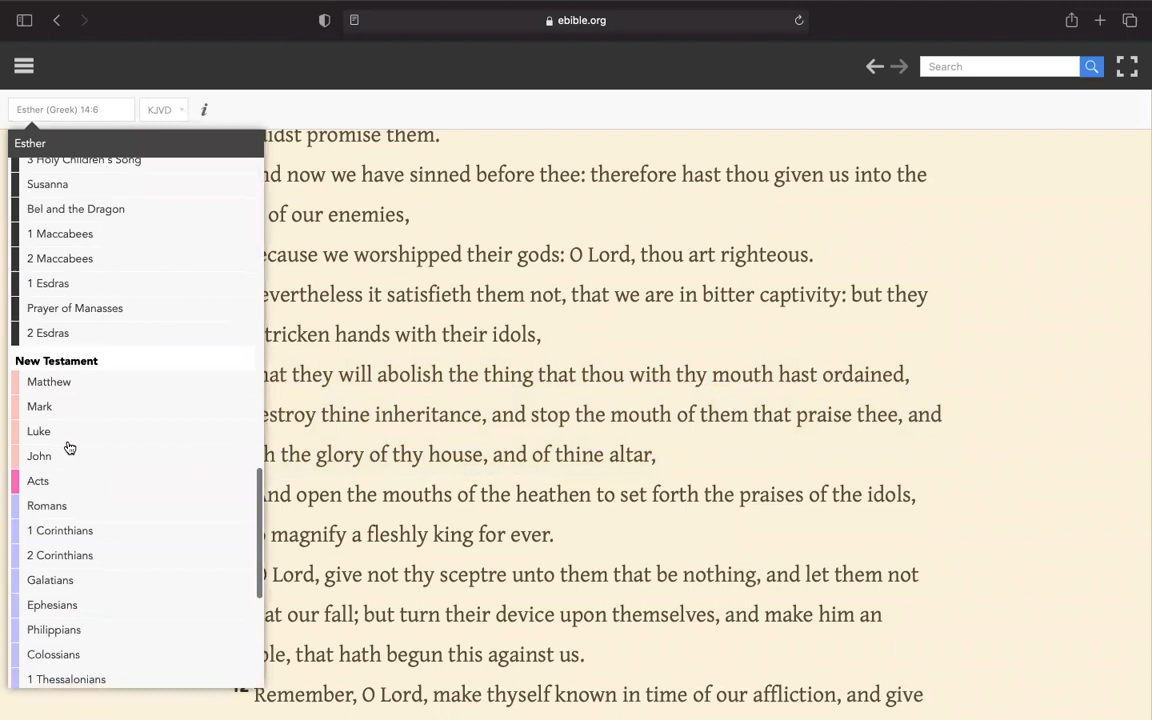 ebible.org
Search
Esther (Greek) 14:6
KJVD
i
Esther
3 Holy Children's Song
Susanna
Bel and the Dragon
1 Maccabees
2 Maccabees
1 Esdras
Prayer of Manasses
2 Esdras
New Testament
Matthew
Mark
Luke
John
Acts
Romans
1 Corinthians
2 Corinthians
Galatians
Ephesians
Philippians
Colossians
1 Thessalonians
promise them.
now we have sinned before thee: therefore hast thou given us into the
of our enemies,
we worshipped their gods: O Lord, thou art righteous.
it satisfieth them not, that we are in bitter captivity: but they
hands with their idols,
they will abolish the thing that thou with thy mouth hast ordained,
thine inheritance, and stop the mouth of them that praise thee, and
the glory of thy house, and of thine altar,
And open the mouths of the heathen to set forth the praises of the idols,
magnify a fleshly king for ever.
O Lord, give not thy sceptre unto them that be nothing, and let them not
at our fall; but turn their device upon themselves, and make him an
that hath begun this against us.
12 Remember, O Lord, make thyself known in time of our affliction, and give